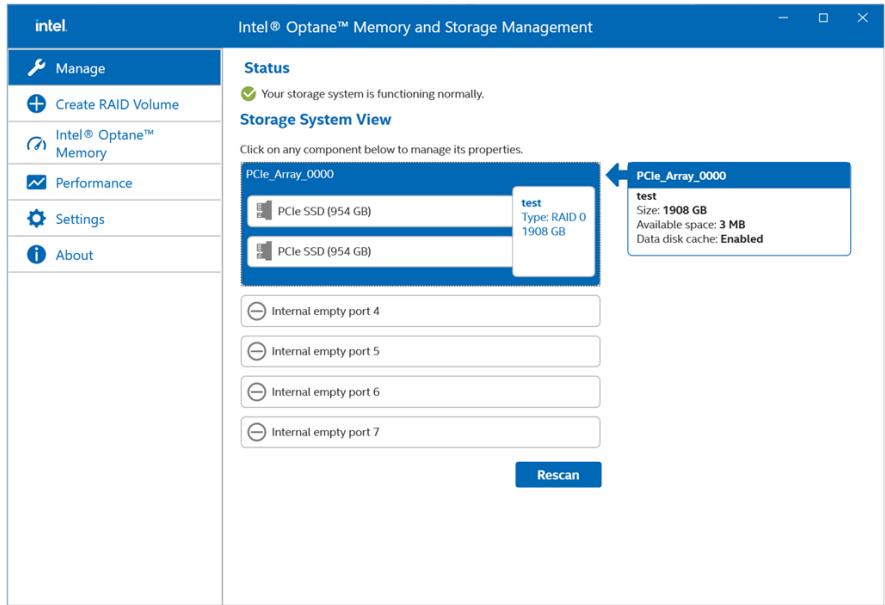 intel.
Intel® Optane™ Memory and Storage Management
Manage
Create RAID Volume
Intel® Optane™
Memory
Performance
Settings
About
Status
Your storage system is functioning normally.
Storage System View
Click on any component below to manage its properties.
PCIe_Array_0000
PCIe SSD (954 GB)
PCIe SSD (954 GB)
test
Type: RAID 0
1908 GB
Internal empty port 4
Internal empty port 5
Internal empty port 6
Internal empty port 7
Rescan
PCIe_Array_0000
test
Size: 1908 GB
Available space: 3 MB
Data disk cache: Enabled